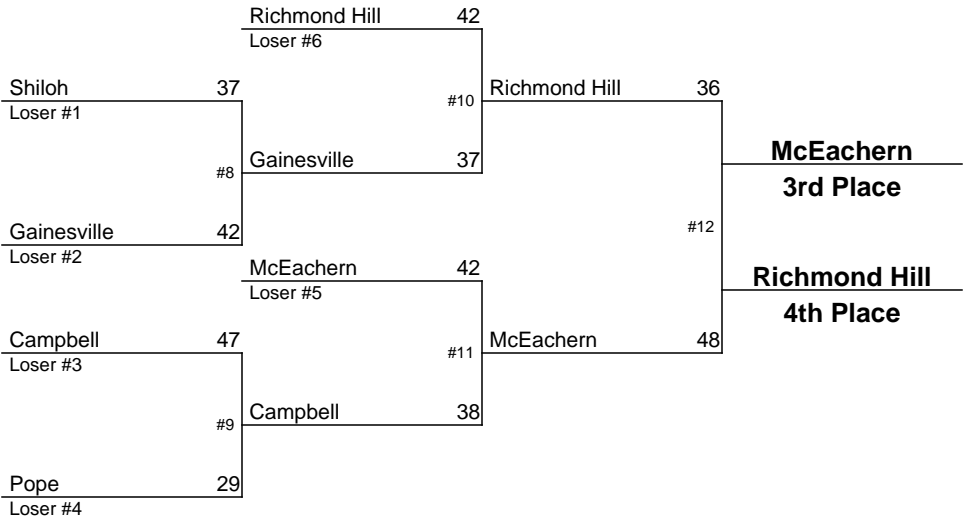 Richmond Hill 42
Loser #6
Shiloh 37
Loser #1
#10
Richmond Hill 36
#8
Gainesville 37
McEachern
3rd Place
Gainesville 42
Loser #2
#12
McEachern 42
Loser #5
Richmond Hill
4th Place
Campbell 47
Loser #3
#11
McEachern 48
#9
Campbell 38
Pope 29
Loser #4